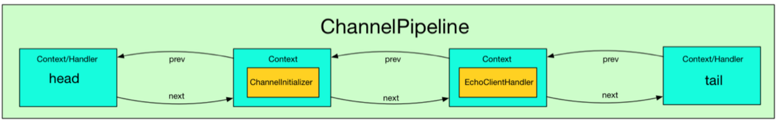 ChannelPipeline
Context/Handler
head
prev
next
Context
ChannelInitializer
prev
next
Context
EchoClientHandler
prev
next
Context/Handler
tail